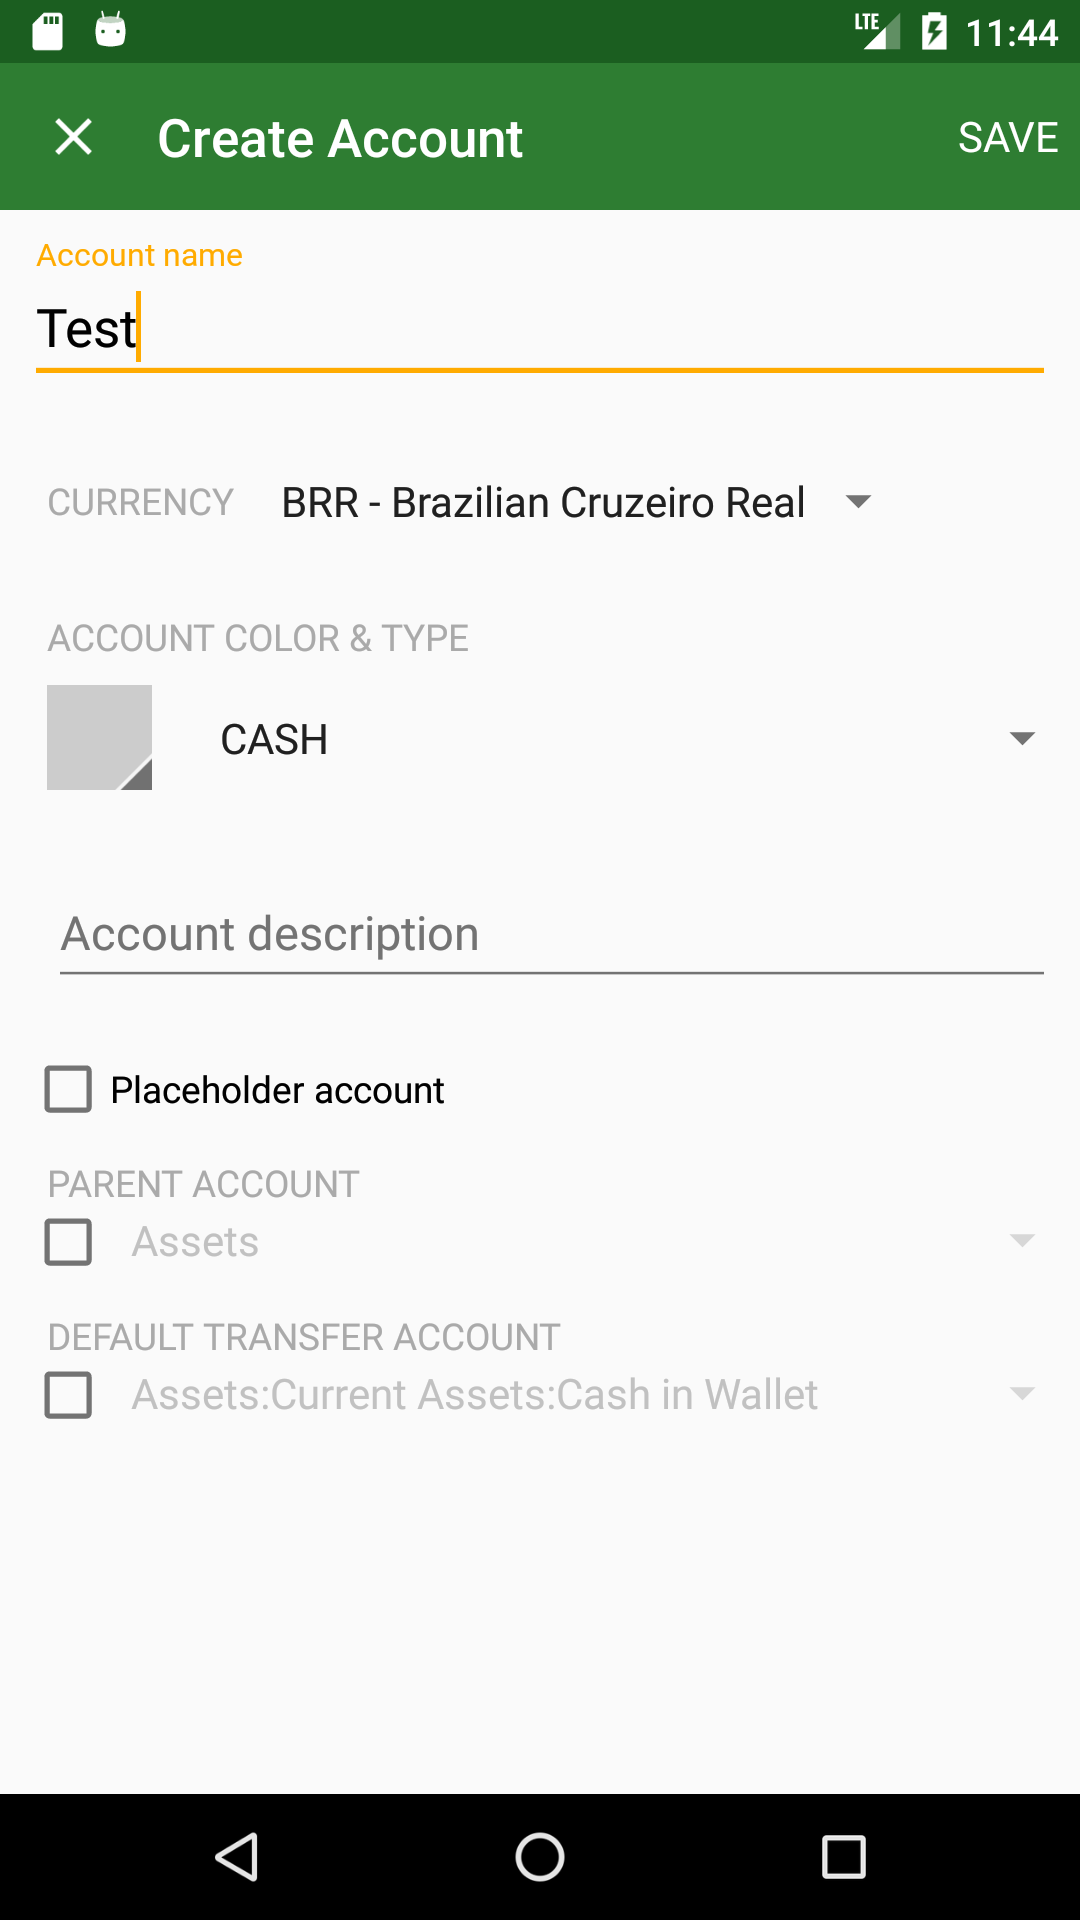 LTE 11:44
Create Account SAVE
Account name
Test
CURRENCY BRR - Brazilian Cruzeiro Real
ACCOUNT COLOR & TYPE
CASH
Account description
Placeholder account
PARENT ACCOUNT
Assets
DEFAULT TRANSFER ACCOUNT
Assets:Current Assets:Cash in Wallet